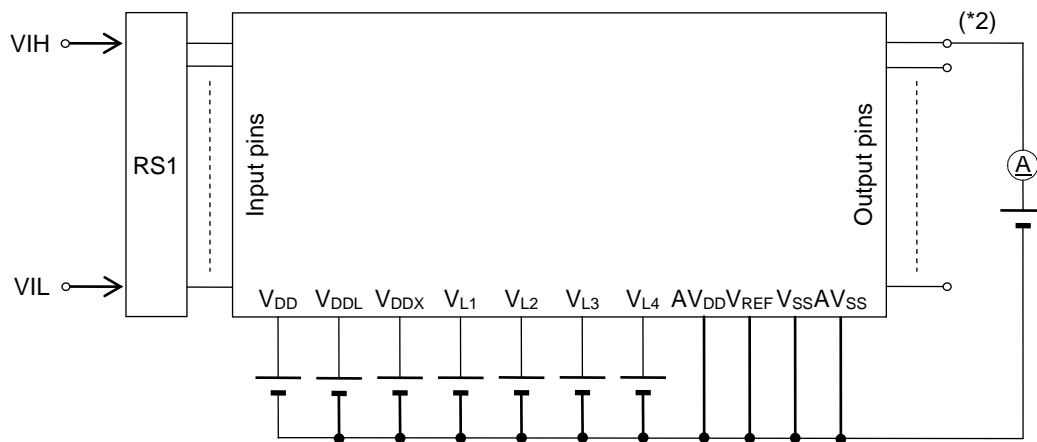 (*2)
VIH
RS1
Input pins
Output pins
A
VIL
VDD VDDL VDDX VL1 VL2 VL3 VL4 AVDD VREF VSS AVSS